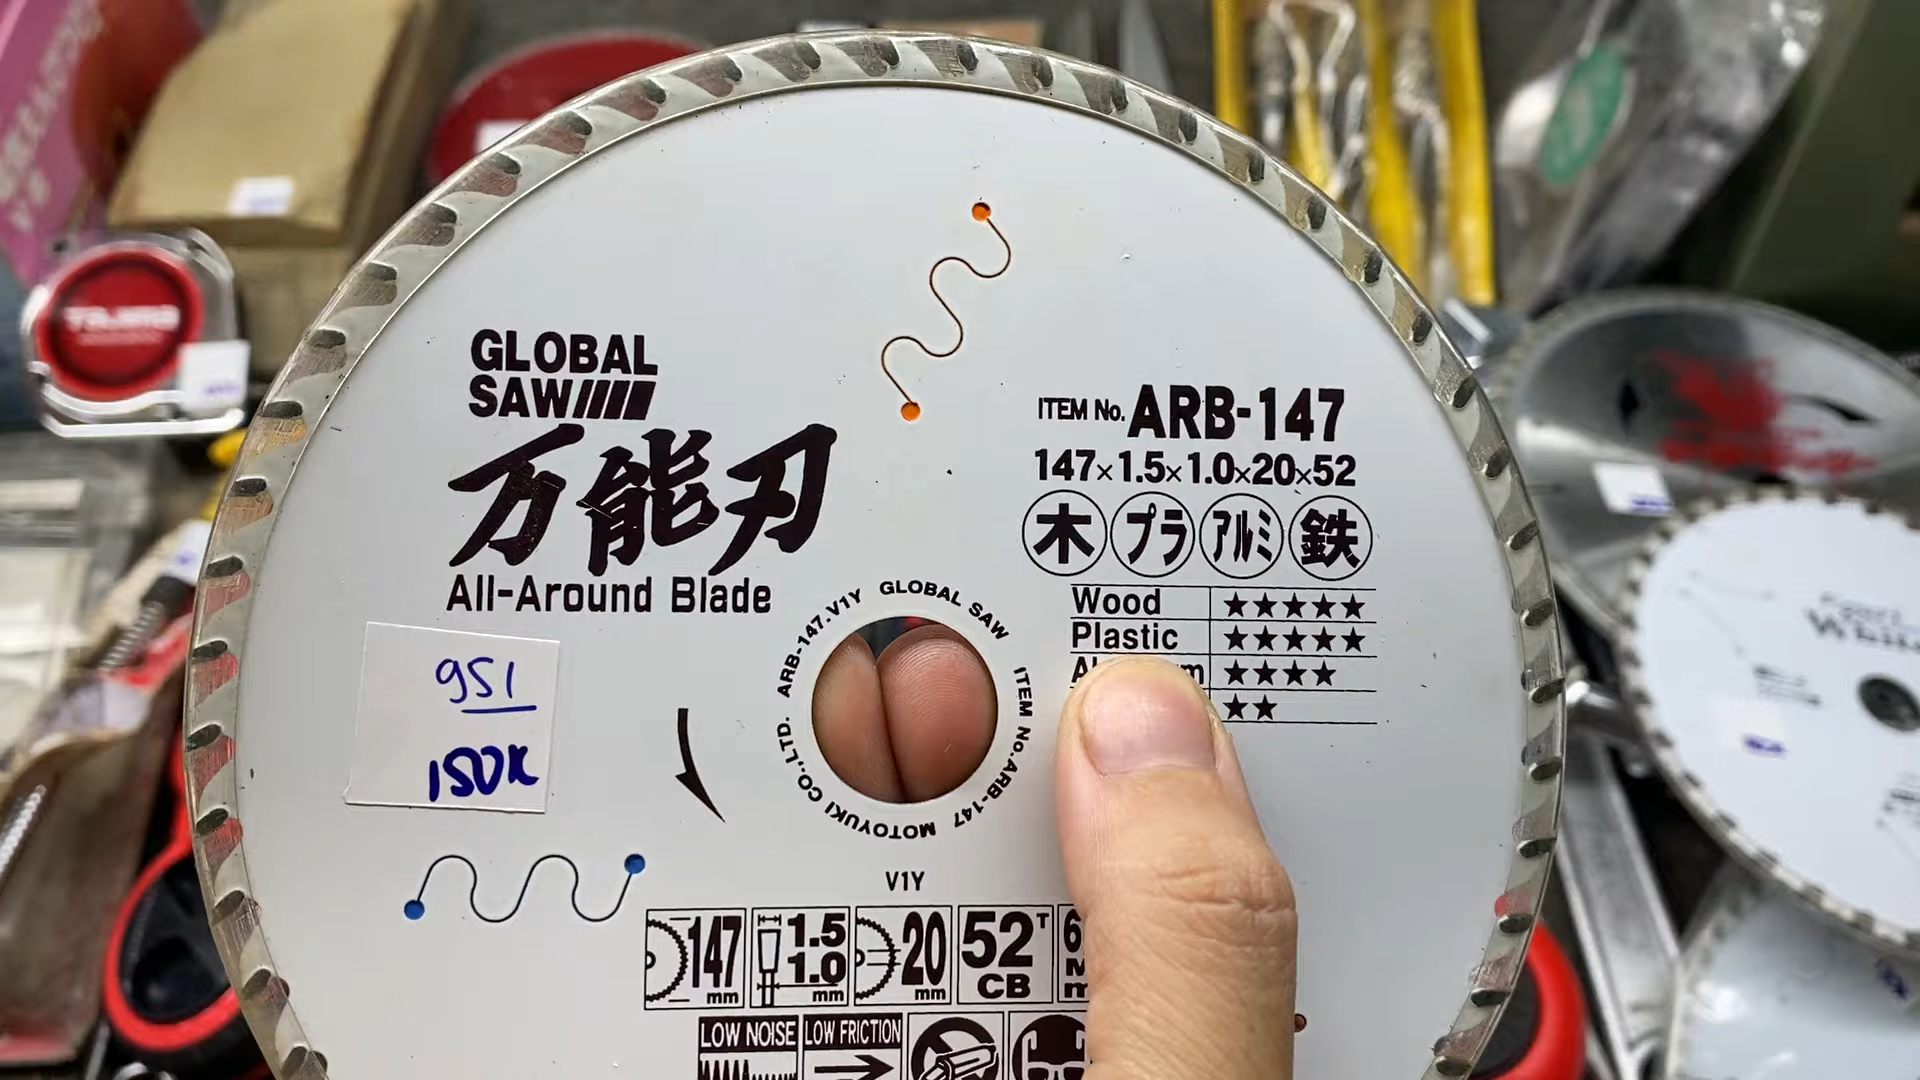 GLOBAL
SAW
万能刃
All-Around Blade
ITEM No. ARB-147
147×1.5×1.0×20×52
木 プラ アルミ 鉄
Wood ★★★★★
Plastic ★★★★★
★★★★
★★
951
150K
ARB-147.V1Y GLOBAL SAW ITEM No.ARB-147 MOTOYUKI CO.,LTD.
V1Y
147 mm
1.5
1.0 mm
20 mm
52T
CB
LOW NOISE
LOW FRICTION
TAJIMA